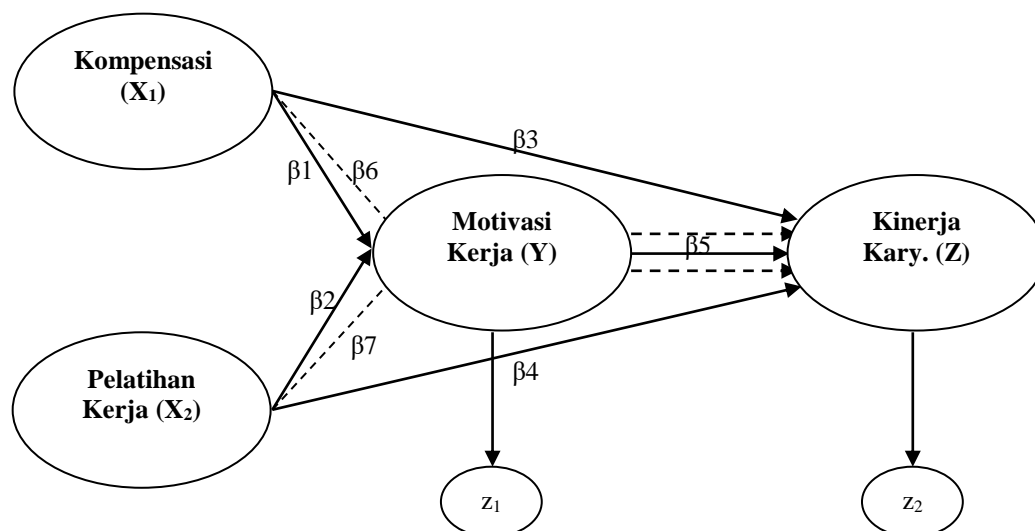 Kompensasi
(X₁)
β3
β1
β6
Motivasi
Kerja (Y)
β5
Kinerja
Kary. (Z)
β2
β7
Pelatihan
Kerja (X₂)
β4
z₁
z₂